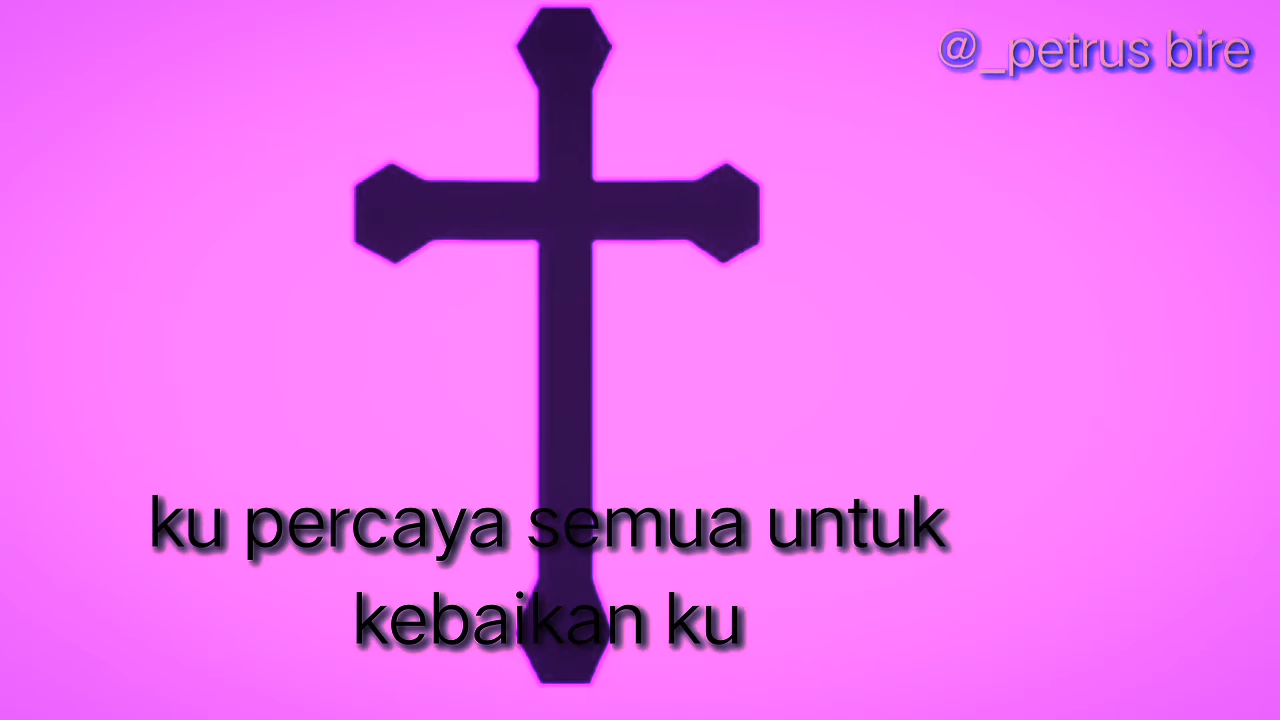 @_petrus bire
ku percaya semua untuk
kebaikan ku